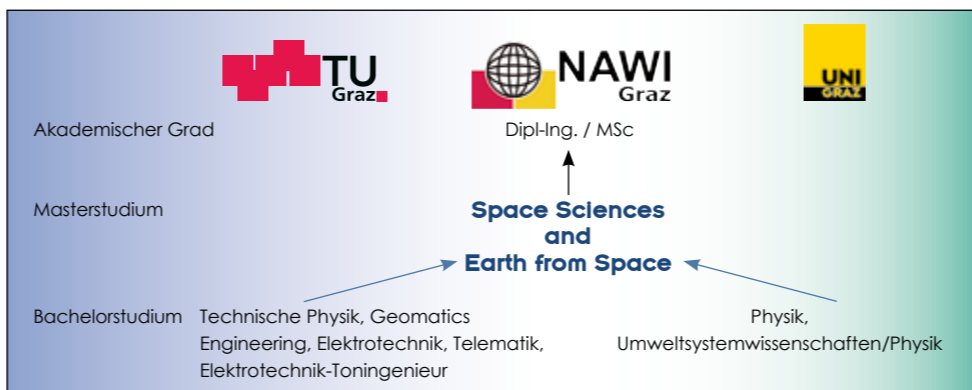 TU
Graz
NAWI
Graz
UNI
GRAZ
Akademischer Grad
Dipl-Ing. / MSc
Masterstudium
Space Sciences
and
Earth from Space
Bachelorstudium
Technische Physik, Geomatics
Engineering, Elektrotechnik, Telematik,
Elektrotechnik-Toningenieur
Physik,
Umweltsystemwissenschaften/Physik